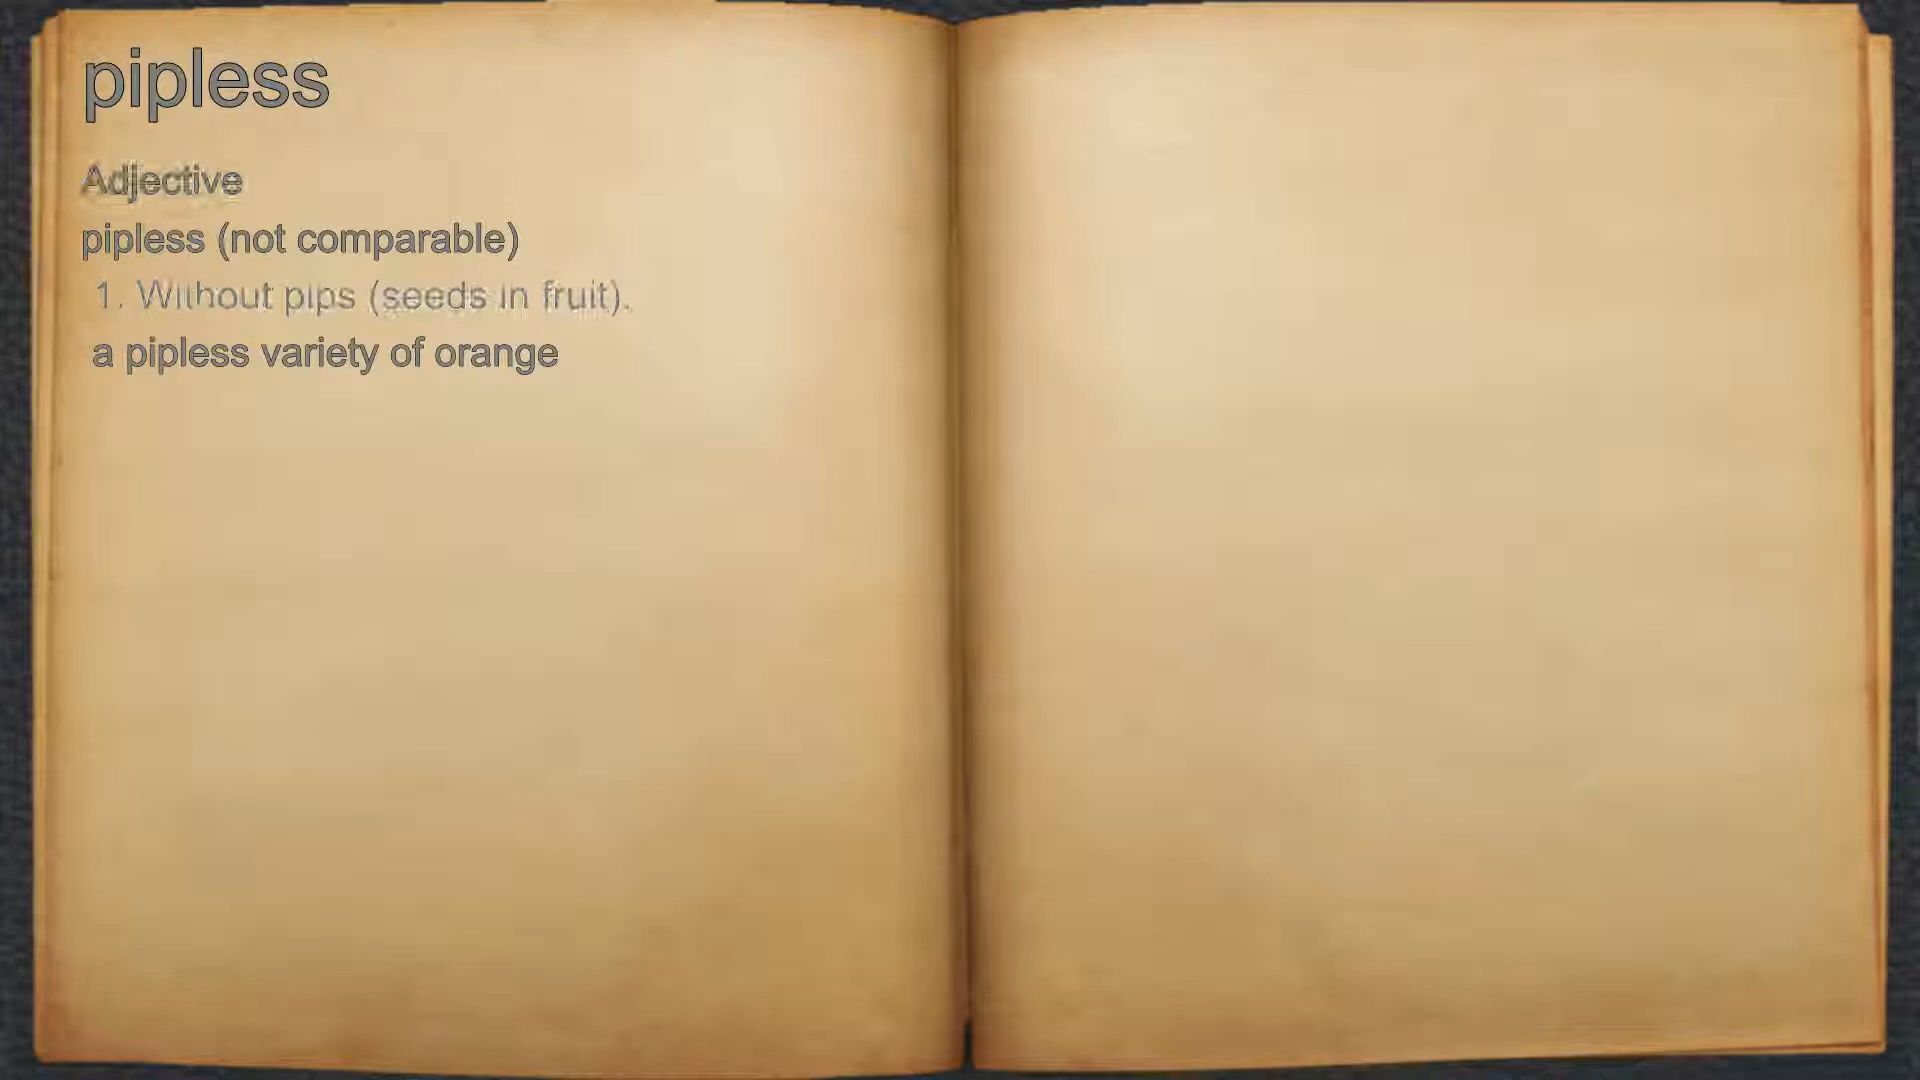 pipless
Adjective
pipless (not comparable)
1. Without pips (seeds in fruit).
a pipless variety of orange